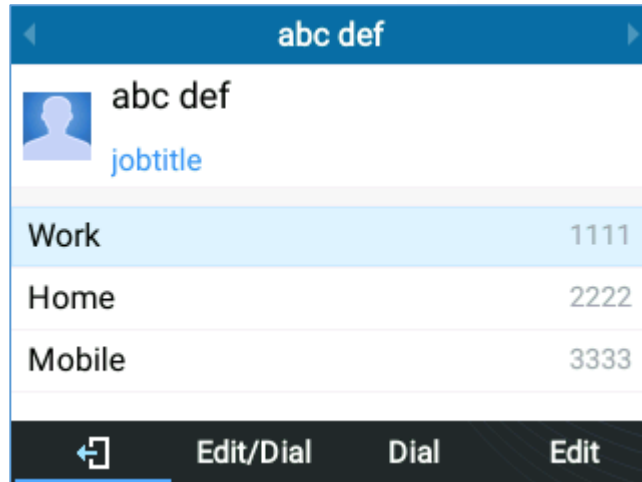 abc def
abc def
jobtitle
Work 1111
Home 2222
Mobile 3333
Edit/Dial Dial Edit